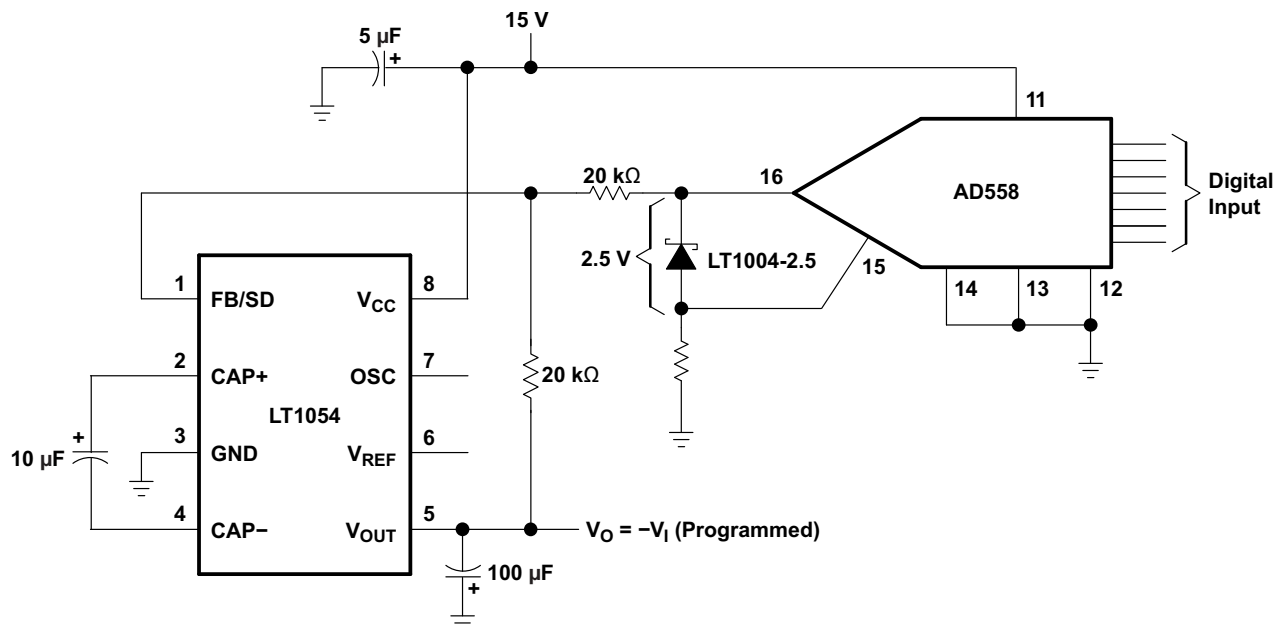 15 V
5 µF
+
11
16
20 kΩ
AD558
Digital
Input
2.5 V
LT1004-2.5
15
14
13
12
1
FB/SD
VCC
8
2
CAP+
OSC
7
20 kΩ
LT1054
+
10 µF
3
GND
VREF
6
4
CAP−
VOUT
5
VO = −VI (Programmed)
100 µF
+